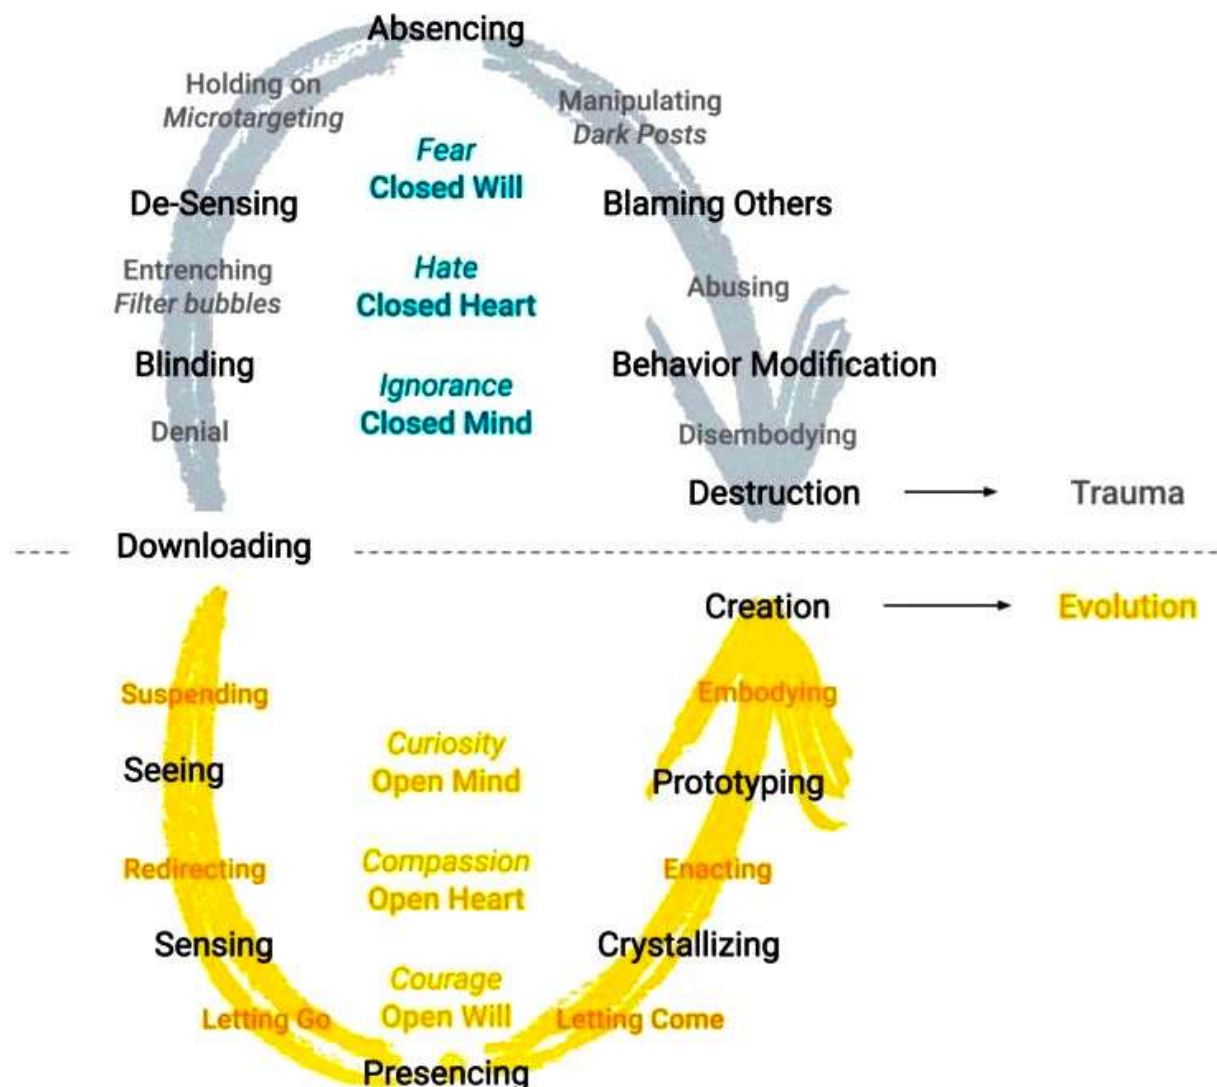 Absencing
Holding on
Microtargeting
Manipulating
Dark Posts
Fear
Closed Will
De-Sensing
Blaming Others
Entrenching
Filter bubbles
Hate
Closed Heart
Abusing
Blinding
Behavior Modification
Ignorance
Closed Mind
Denial
Disembodying
Destruction
Trauma
Downloading
Creation
Evolution
Suspending
Embodying
Curiosity
Open Mind
Seeing
Prototyping
Redirecting
Compassion
Open Heart
Enacting
Sensing
Crystallizing
Courage
Open Will
Letting Go
Letting Come
Presencing